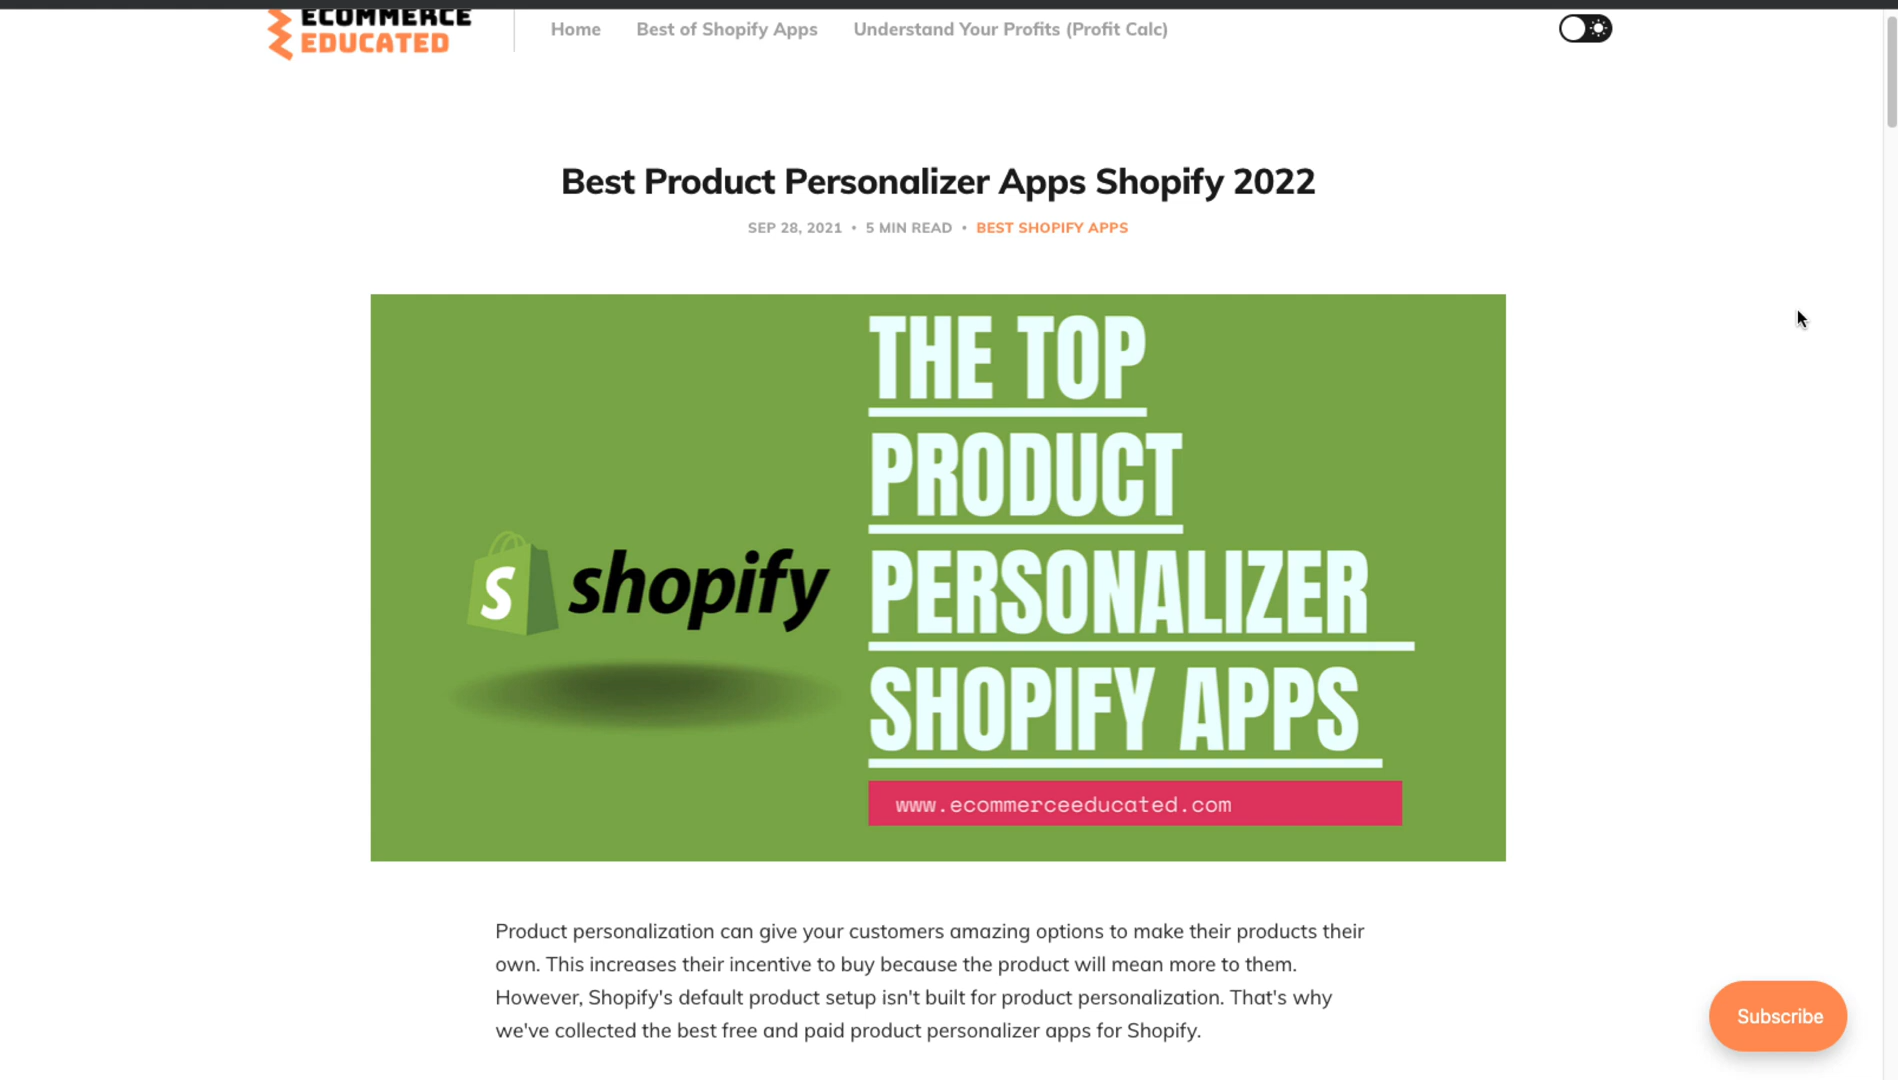 ECOMMERCE
EDUCATED
Home Best of Shopify Apps Understand Your Profits (Profit Calc)
Best Product Personalizer Apps Shopify 2022
SEP 28, 2021 • 5 MIN READ • BEST SHOPIFY APPS
THE TOP
PRODUCT
PERSONALIZER
SHOPIFY APPS
S shopify
www.ecommerceeducated.com
Product personalization can give your customers amazing options to make their products their
own. This increases their incentive to buy because the product will mean more to them.
However, Shopify's default product setup isn't built for product personalization. That's why
we've collected the best free and paid product personalizer apps for Shopify.
Subscribe